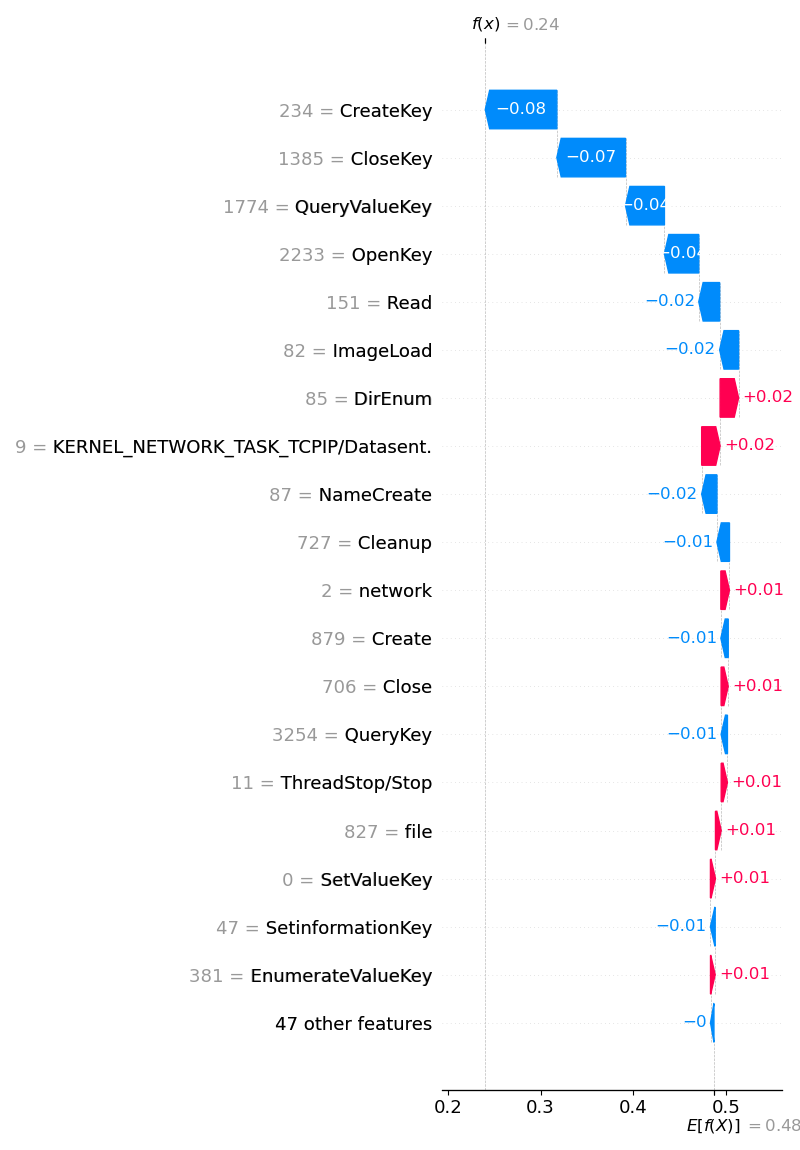 f(x) = 0.24
234 = CreateKey −0.08
1385 = CloseKey −0.07
1774 = QueryValueKey −0.04
2233 = OpenKey −0.04
151 = Read −0.02
82 = ImageLoad −0.02
85 = DirEnum +0.02
9 = KERNEL_NETWORK_TASK_TCPIP/Datasent. +0.02
87 = NameCreate −0.02
727 = Cleanup −0.01
2 = network +0.01
879 = Create −0.01
706 = Close +0.01
3254 = QueryKey −0.01
11 = ThreadStop/Stop +0.01
827 = file +0.01
0 = SetValueKey +0.01
47 = SetinformationKey −0.01
381 = EnumerateValueKey +0.01
47 other features −0
0.2 0.3 0.4 0.5
E[f(X)] = 0.48